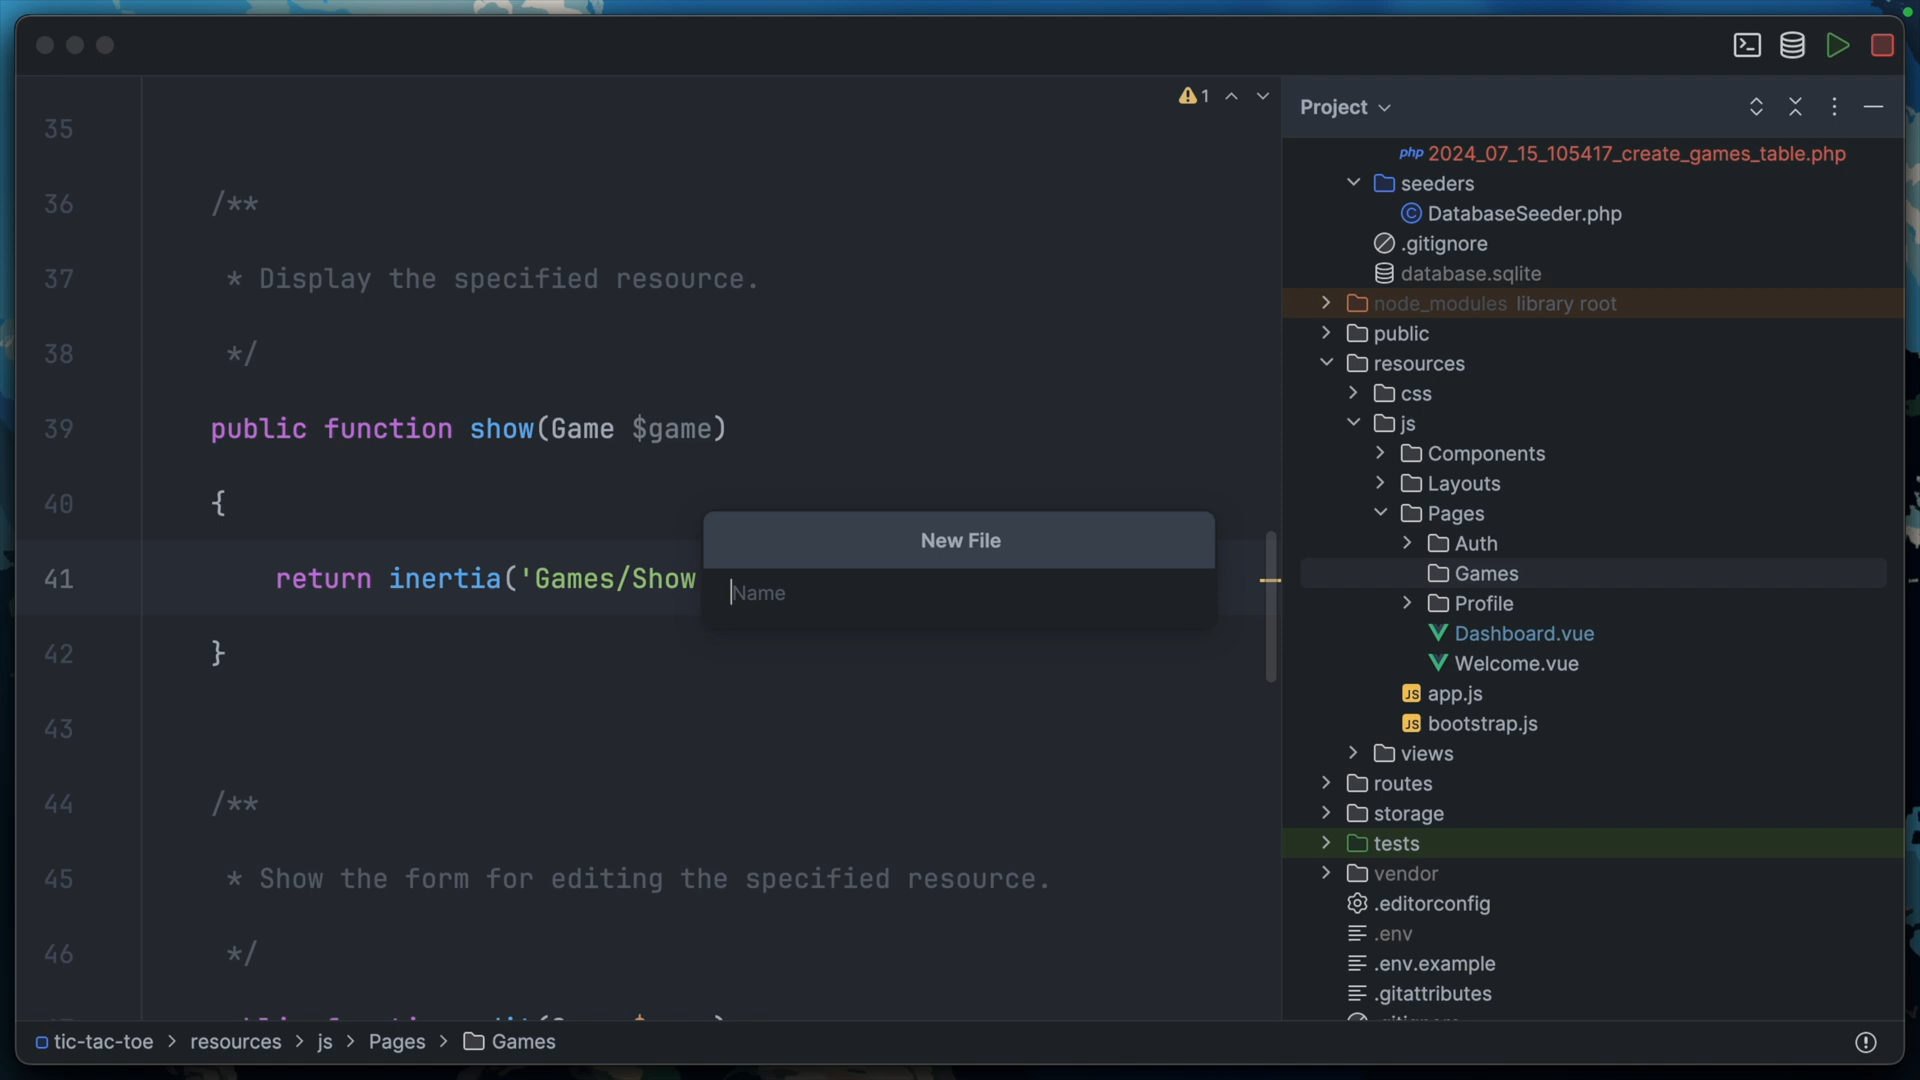 1
35
36 /**
37 * Display the specified resource.
38 */
39 public function show(Game $game)
40 {
41 return inertia('Games/Show
42 }
43
44 /**
45 * Show the form for editing the specified resource.
46 */
New File
Name
Project
php 2024_07_15_105417_create_games_table.php
seeders
DatabaseSeeder.php
.gitignore
database.sqlite
node_modules library root
public
resources
css
js
Components
Layouts
Pages
Auth
Games
Profile
Dashboard.vue
Welcome.vue
JS app.js
JS bootstrap.js
views
routes
storage
tests
vendor
.editorconfig
.env
.env.example
.gitattributes
tic-tac-toe > resources > js > Pages > Games